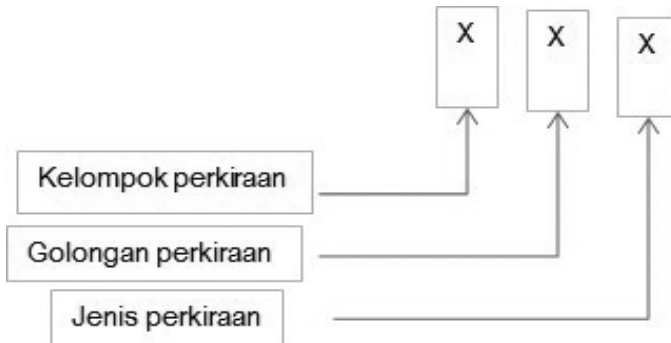 X X X
Kelompok perkiraan
Golongan perkiraan
Jenis perkiraan